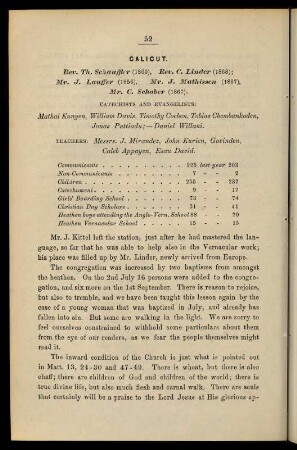 52
CALICUT.
Rev. Th. Schauffler (1863), Rev. C. Linder (1868);
Mr. J. Lauffer (1856), Mr. J. Mathissen (1857),
Mr. C. Schober (1867).
CATECHISTS AND EVANGELISTS:
Mathai Kangen, William Davis, Timothy Cochen, Tobias Chembankoden,
Jonas Pattiadu;—Daniel Willani.
TEACHERS: Messrs. J. Mirandez, John Kurien, Govinden,
Caleb Appayen, Esau David.
Communicants 223 last year 203
Non-Communicants 7 „ 2
Children 256 „ 237
Catechumens 9 „ 17
Girls' Boarding School 73 „ 74
Christian Day Scholars 31 „ 41
Heathen boys attending the Anglo-Vern. School 88 „ 70
Heathen Vernacular School 15 „ 15
Mr. J. Kittel left the station, just after he had mastered the lan-
guage, so far that he was able to help also in the Vernacular work;
his place was filled up by Mr. Linder, newly arrived from Europe.
The congregation was increased by two baptisms from amongst
the heathen. On the 2nd July 16 persons were added to the congre-
gation, and six more on the 1st September. There is reason to rejoice,
but also to tremble, and we have been taught this lesson again by the
case of a young woman that was baptized in July, and already has
fallen into sin. But some are walking in the light. We are sorry to
feel ourselves constrained to withhold some particulars about them
from the eye of our readers, as we fear the people themselves might
read it.
The inward condition of the Church is just what is pointed out
in Matt. 13, 24-30 and 47-49. There is wheat, but there is also
chaff; there are children of God and children of the world; there is
true divine life, but also much flesh and carnal walk. There are souls
that certainly will be a praise to the Lord Jesus at His glorious ap-